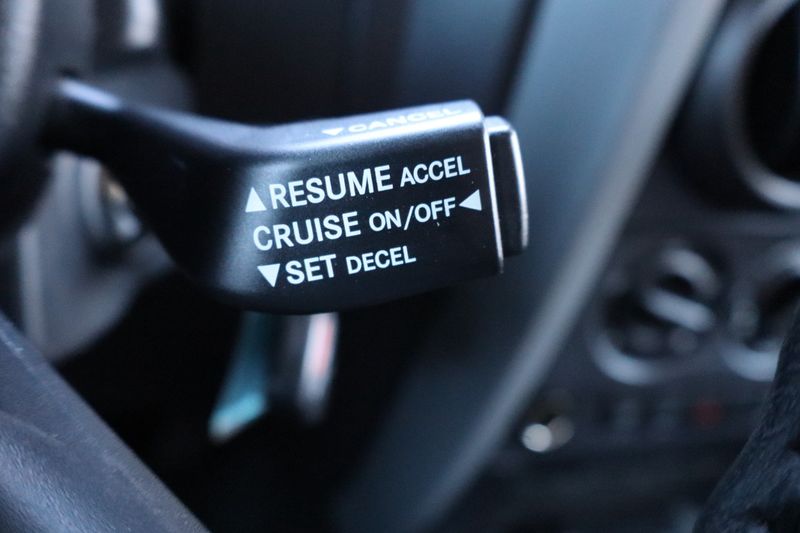 ▼CANCEL
▲RESUME ACCEL
CRUISE ON/OFF◀
▼SET DECEL